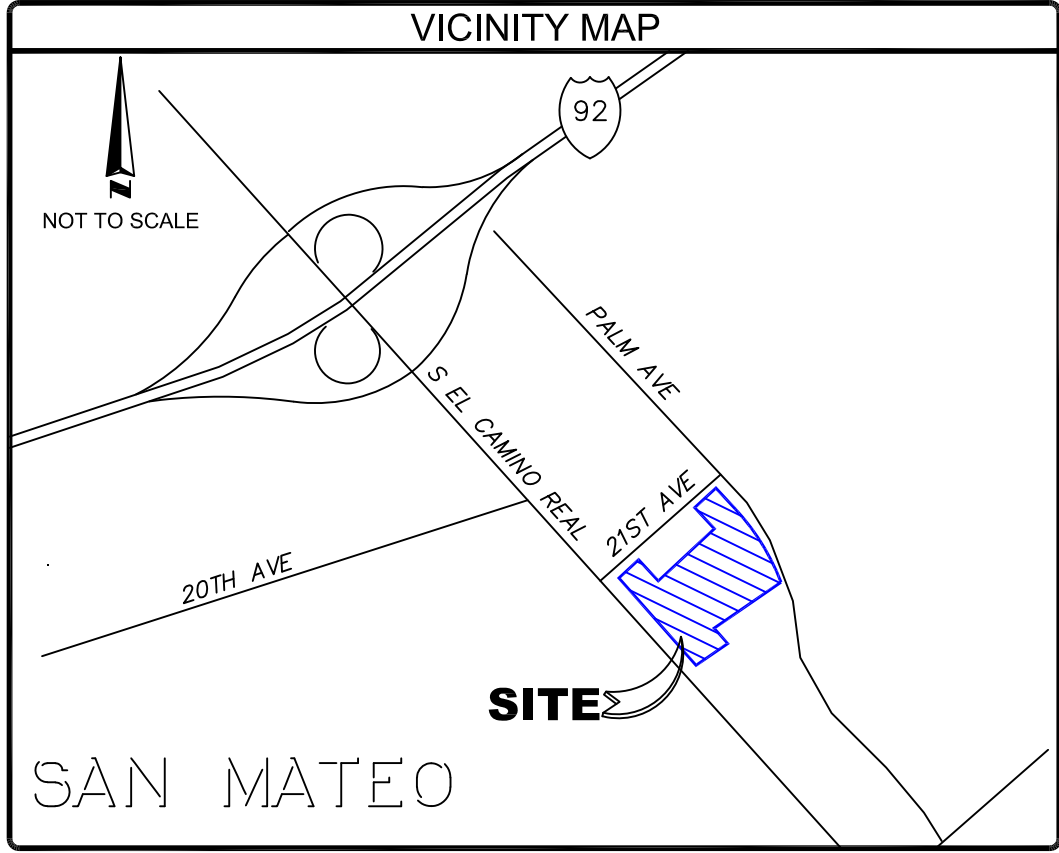 VICINITY MAP
92
N
NOT TO SCALE
PALM AVE
S EL CAMINO REAL
21ST AVE
20TH AVE
SITE
SAN MATEO